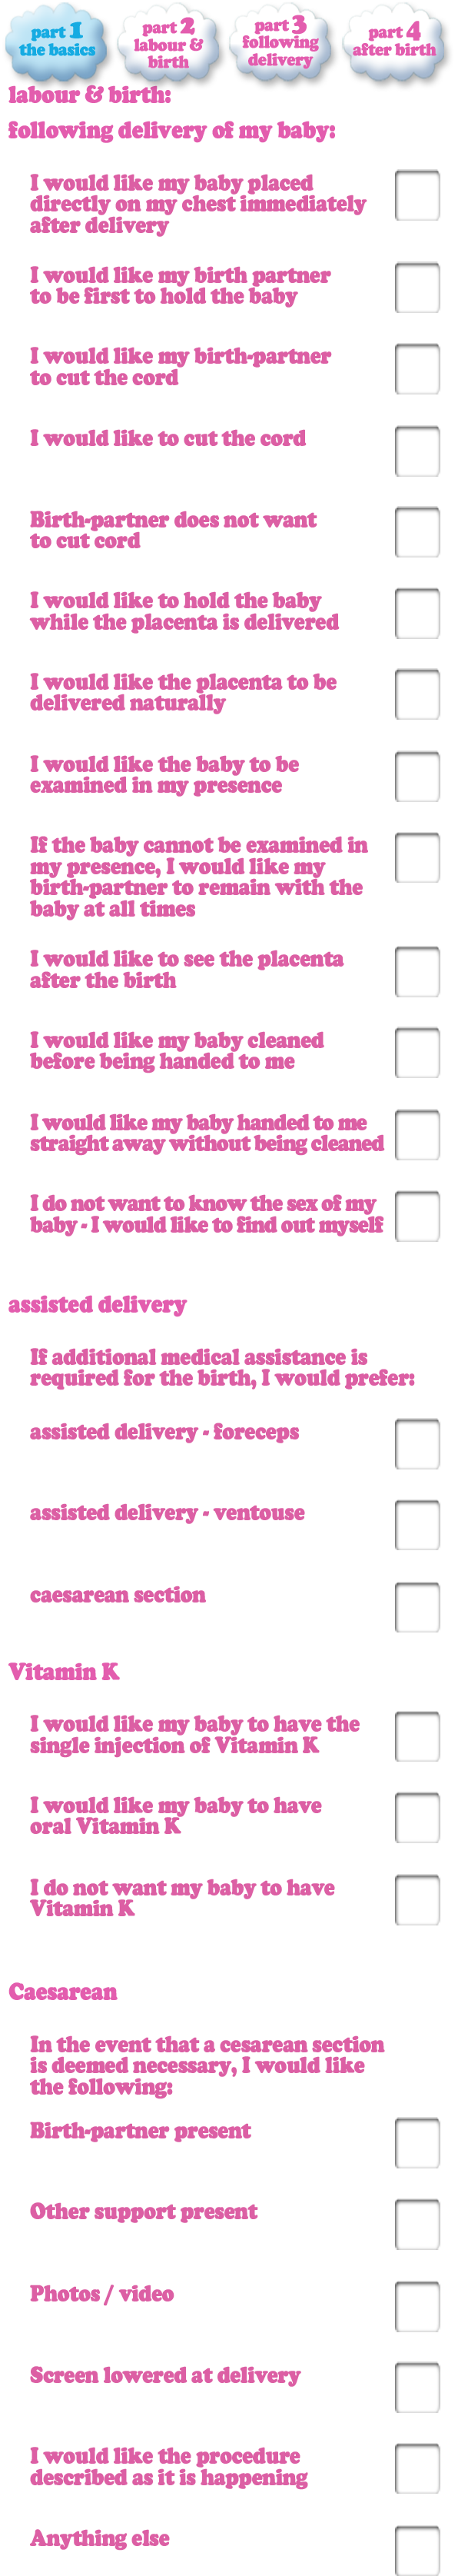 part 1
the basics
part 2
labour &
birth
part 3
following
delivery
part 4
after birth
labour & birth:
following delivery of my baby:
I would like my baby placed
directly on my chest immediately
after delivery
I would like my birth partner
to be first to hold the baby
I would like my birth-partner
to cut the cord
I would like to cut the cord
Birth-partner does not want
to cut cord
I would like to hold the baby
while the placenta is delivered
I would like the placenta to be
delivered naturally
I would like the baby to be
examined in my presence
If the baby cannot be examined in
my presence, I would like my
birth-partner to remain with the
baby at all times
I would like to see the placenta
after the birth
I would like my baby cleaned
before being handed to me
I would like my baby handed to me
straight away without being cleaned
I do not want to know the sex of my
baby - I would like to find out myself
assisted delivery
If additional medical assistance is
required for the birth, I would prefer:
assisted delivery - foreceps
assisted delivery - ventouse
caesarean section
Vitamin K
I would like my baby to have the
single injection of Vitamin K
I would like my baby to have
oral Vitamin K
I do not want my baby to have
Vitamin K
Caesarean
In the event that a cesarean section
is deemed necessary, I would like
the following:
Birth-partner present
Other support present
Photos / video
Screen lowered at delivery
I would like the procedure
described as it is happening
Anything else